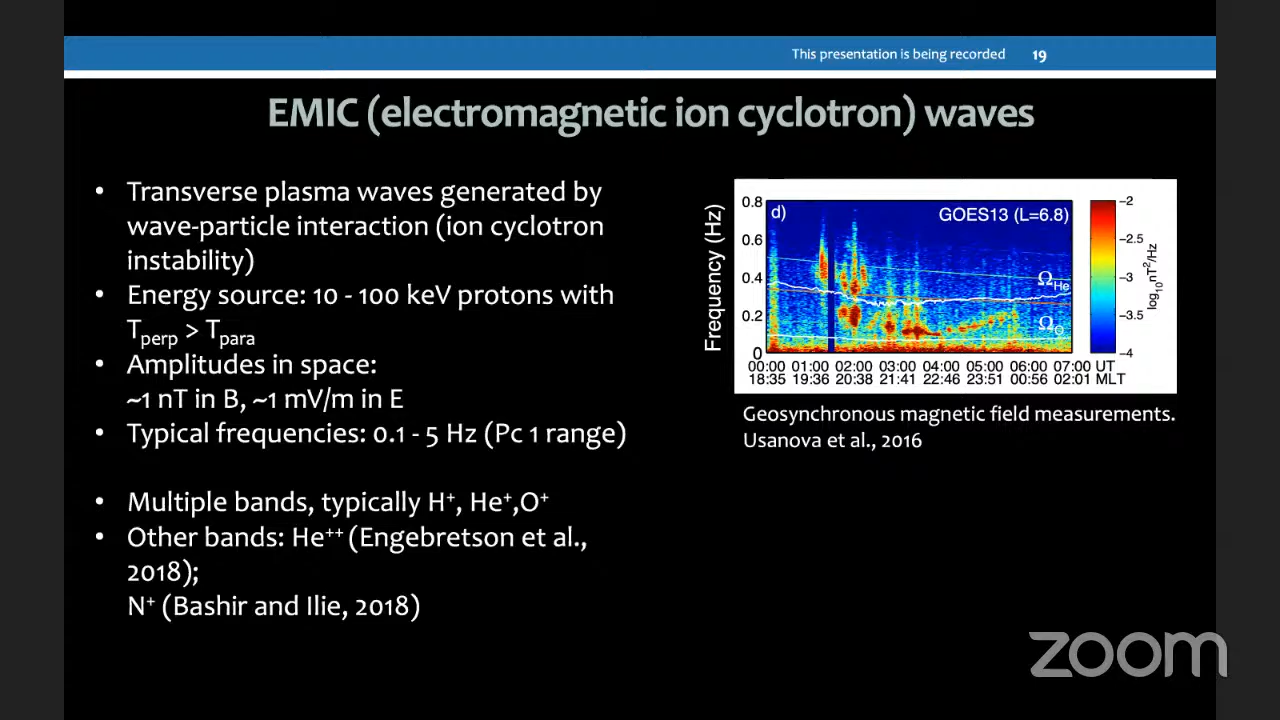 This presentation is being recorded 19
EMIC (electromagnetic ion cyclotron) waves
• Transverse plasma waves generated by
wave-particle interaction (ion cyclotron
instability)
• Energy source: 10 - 100 keV protons with
Tperp > Tpara
• Amplitudes in space:
~1 nT in B, ~1 mV/m in E
• Typical frequencies: 0.1 - 5 Hz (Pc 1 range)
• Multiple bands, typically H⁺, He⁺,O⁺
• Other bands: He⁺⁺ (Engebretson et al.,
2018);
N⁺ (Bashir and Ilie, 2018)
Frequency (Hz)
0.8
0.6
0.4
0.2
0
d)
GOES13 (L=6.8)
ΩHe
ΩO
00:00 01:00 02:00 03:00 04:00 05:00 06:00 07:00 UT
18:35 19:36 20:38 21:41 22:46 23:51 00:56 02:01 MLT
−2
−2.5
−3
−3.5
−4
log₁₀nT²/Hz
Geosynchronous magnetic field measurements.
Usanova et al., 2016
zoom